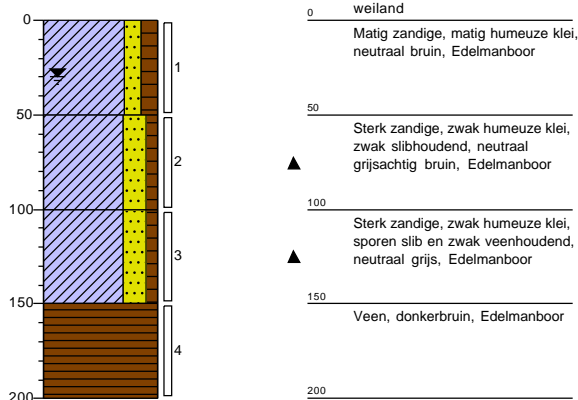 0
50
100
150
200
1
2
3
4
0
weiland
Matig zandige, matig humeuze klei,
neutraal bruin, Edelmanboor
50
Sterk zandige, zwak humeuze klei,
zwak slibhoudend, neutraal
grijsachtig bruin, Edelmanboor
100
Sterk zandige, zwak humeuze klei,
sporen slib en zwak veenhoudend,
neutraal grijs, Edelmanboor
150
Veen, donkerbruin, Edelmanboor
200